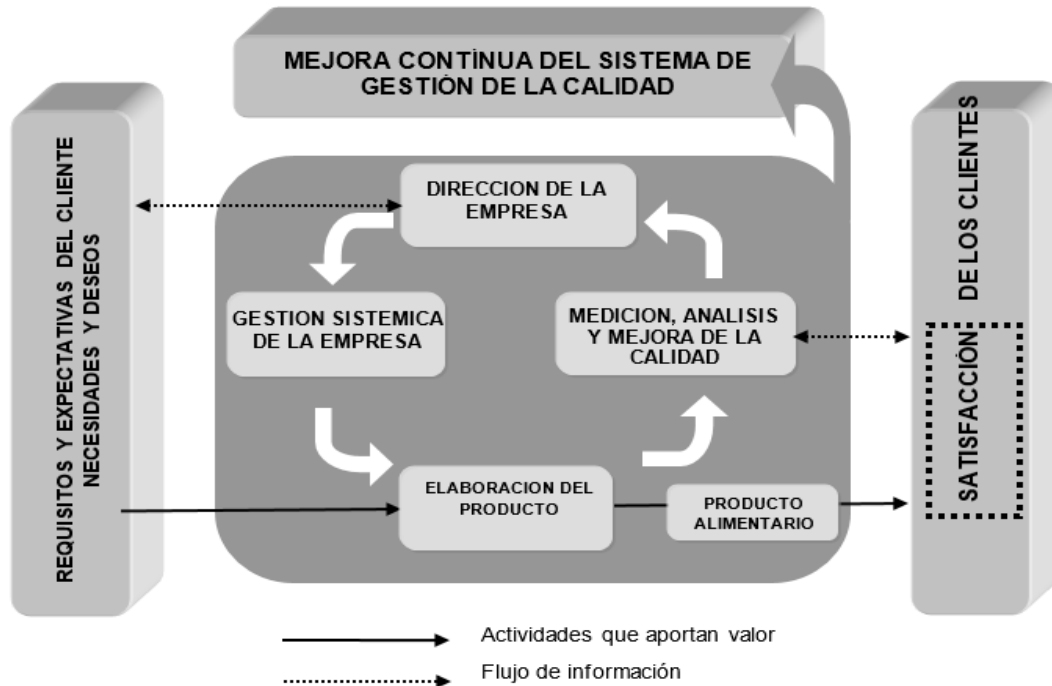 MEJORA CONTÍNUA DEL SISTEMA DE
GESTIÓN DE LA CALIDAD
REQUISITOS Y EXPECTATIVAS DEL CLIENTE
NECESIDADES Y DESEOS
DIRECCION DE LA
EMPRESA
GESTION SISTEMICA
DE LA EMPRESA
MEDICION, ANALISIS
Y MEJORA DE LA
CALIDAD
ELABORACION DEL
PRODUCTO
PRODUCTO
ALIMENTARIO
SATISFACCIÓN DE LOS CLIENTES
Actividades que aportan valor
Flujo de información